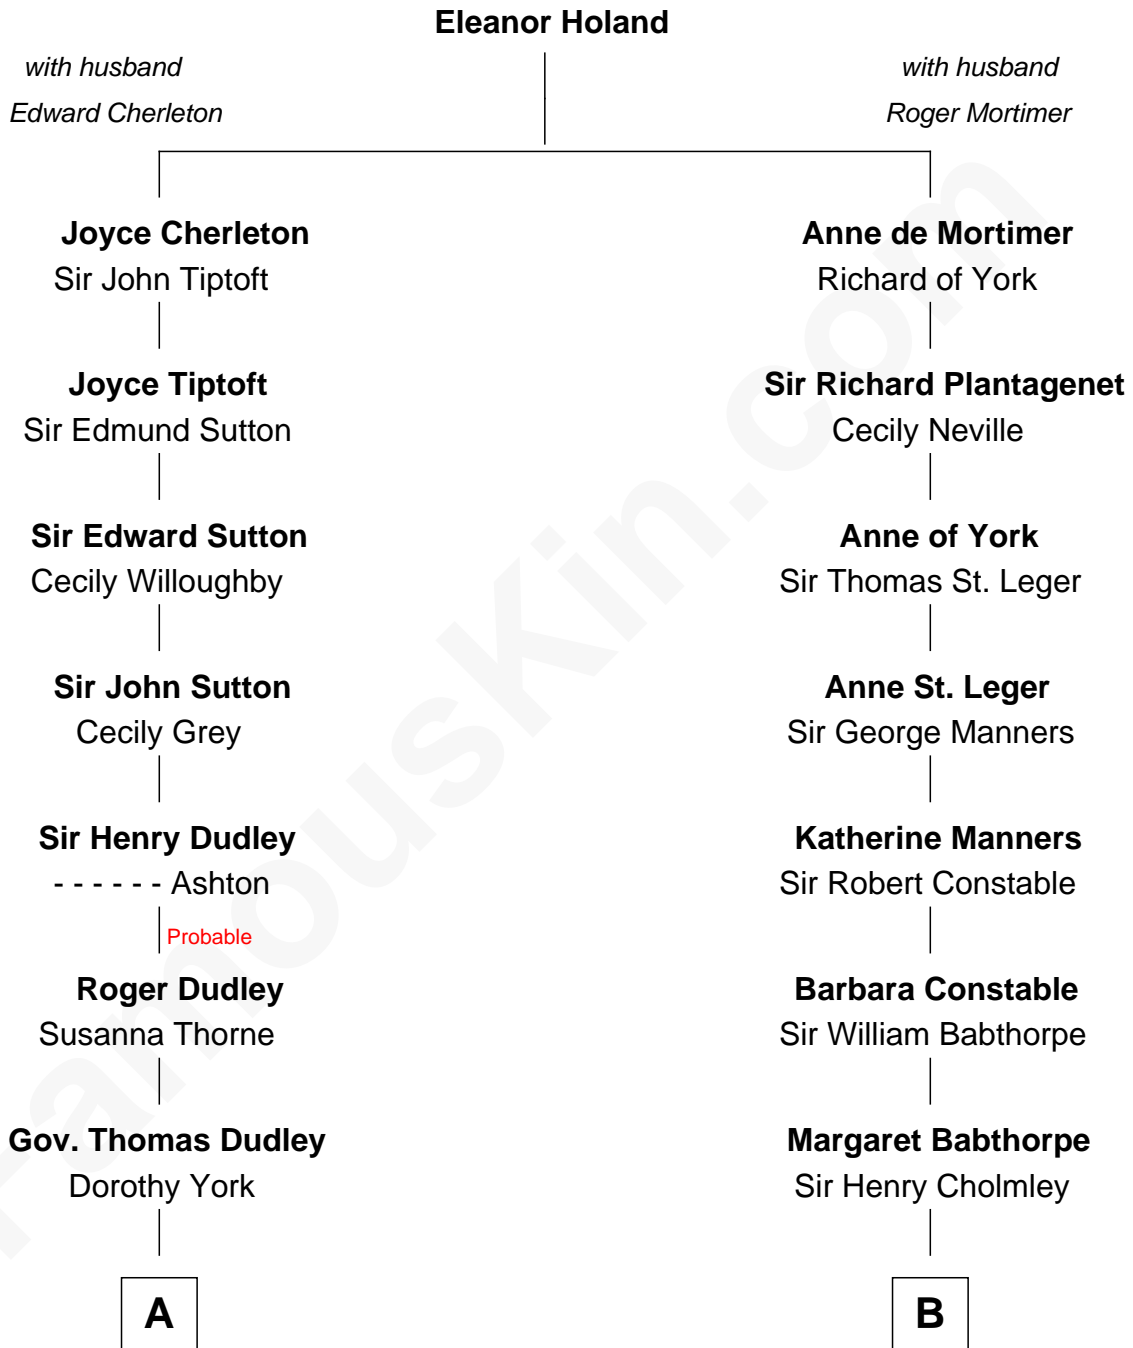 Eleanor Holand
with husband
Edward Cherleton
with husband
Roger Mortimer
Joyce Cherleton
Sir John Tiptoft
Anne de Mortimer
Richard of York
Joyce Tiptoft
Sir Edmund Sutton
Sir Richard Plantagenet
Cecily Neville
Sir Edward Sutton
Cecily Willoughby
Anne of York
Sir Thomas St. Leger
Sir John Sutton
Cecily Grey
Anne St. Leger
Sir George Manners
Sir Henry Dudley
- - - - - - Ashton
Probable
Katherine Manners
Sir Robert Constable
Roger Dudley
Susanna Thorne
Barbara Constable
Sir William Babthorpe
Gov. Thomas Dudley
Dorothy York
Margaret Babthorpe
Sir Henry Cholmley
A
B
FamousKin.com